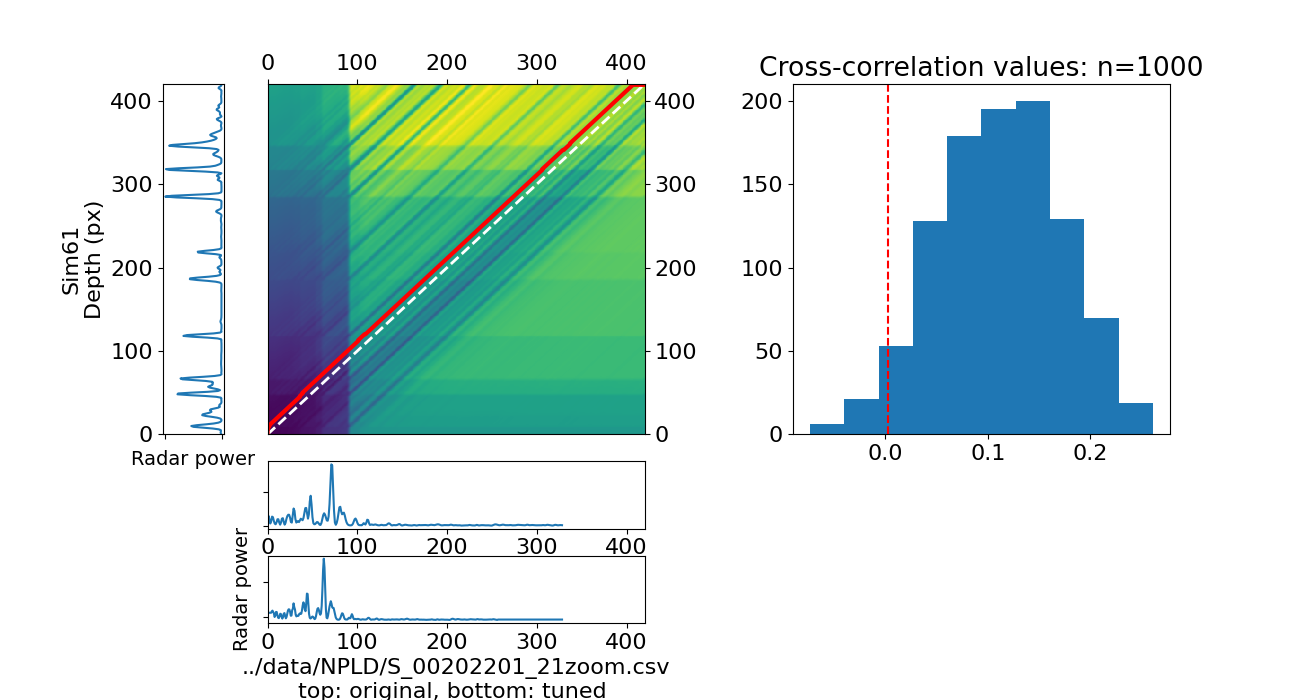 0 100 200 300 400
Cross-correlation values: n=1000
400
300
200
100
0
Sim61
Depth (px)
Radar power
400
300
200
100
0
200
150
100
50
0
0.0 0.1 0.2
0 100 200 300 400
Radar power
0 100 200 300 400
../data/NPLD/S_00202201_21zoom.csv
top: original, bottom: tuned